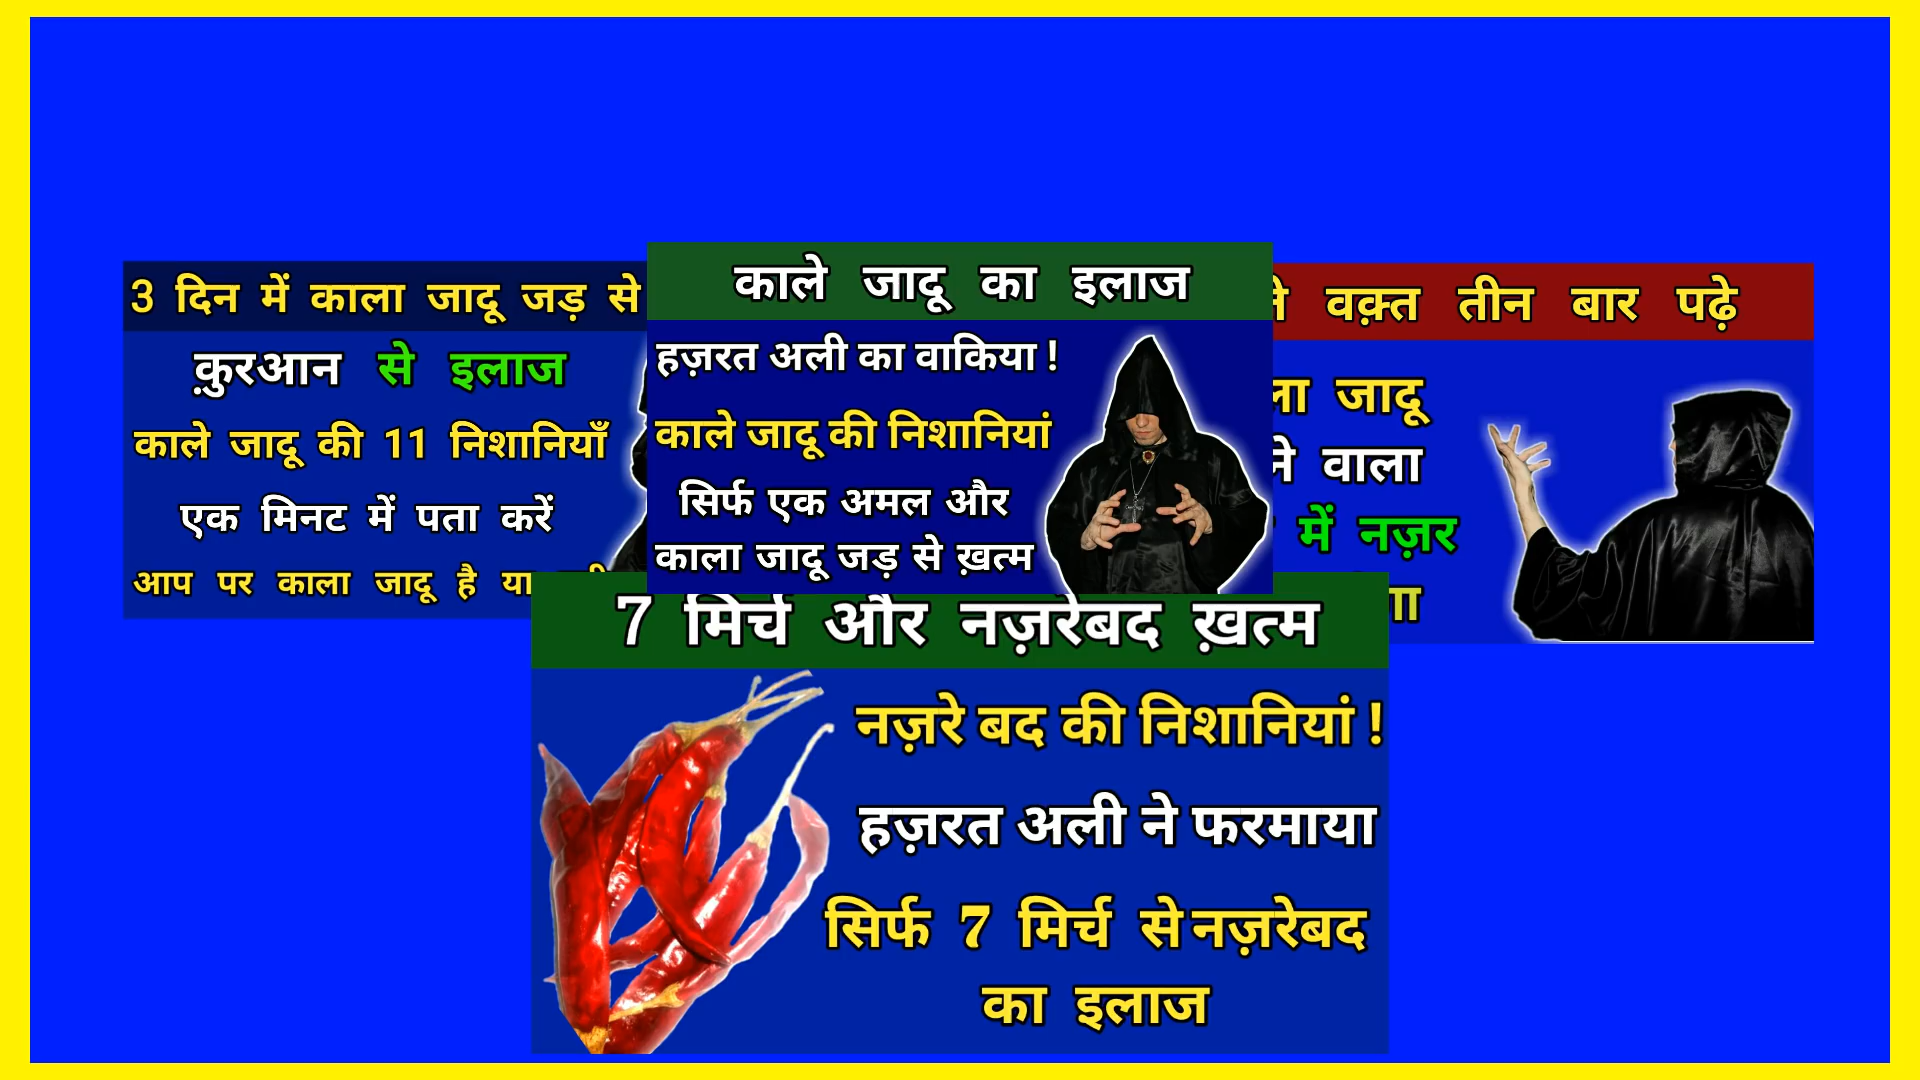 3 दिन में काला जादू जड़ से
क़ुरआन से इलाज
काले जादू की 11 निशानियाँ
एक मिनट में पता करें
आप पर काला जादू है या
काले जादू का इलाज
हज़रत अली का वाकिया !
काले जादू की निशानियां
सिर्फ एक अमल और
काला जादू जड़ से ख़त्म
वक़्त तीन बार पढ़े
जादू
वाला
में नज़र
7 मिर्च और नज़रेबद ख़त्म
नज़रे बद की निशानियां !
हज़रत अली ने फरमाया
सिर्फ 7 मिर्च से नज़रेबद
का इलाज